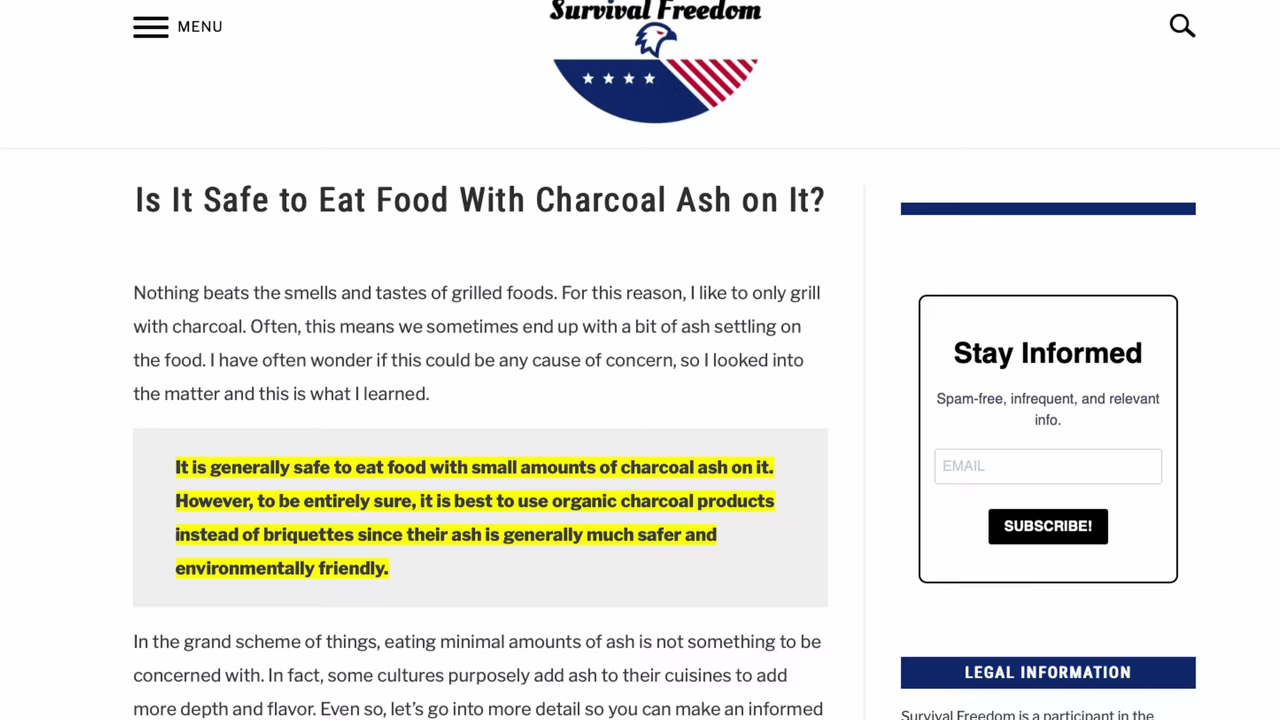 Survival Freedom
MENU
Is It Safe to Eat Food With Charcoal Ash on It?
Nothing beats the smells and tastes of grilled foods. For this reason, I like to only grill
with charcoal. Often, this means we sometimes end up with a bit of ash settling on
the food. I have often wonder if this could be any cause of concern, so I looked into
the matter and this is what I learned.
It is generally safe to eat food with small amounts of charcoal ash on it.
However, to be entirely sure, it is best to use organic charcoal products
instead of briquettes since their ash is generally much safer and
environmentally friendly.
In the grand scheme of things, eating minimal amounts of ash is not something to be
concerned with. In fact, some cultures purposely add ash to their cuisines to add
more depth and flavor. Even so, let’s go into more detail so you can make an informed
Stay Informed
Spam-free, infrequent, and relevant
info.
EMAIL
SUBSCRIBE!
LEGAL INFORMATION
Survival Freedom is a participant in the